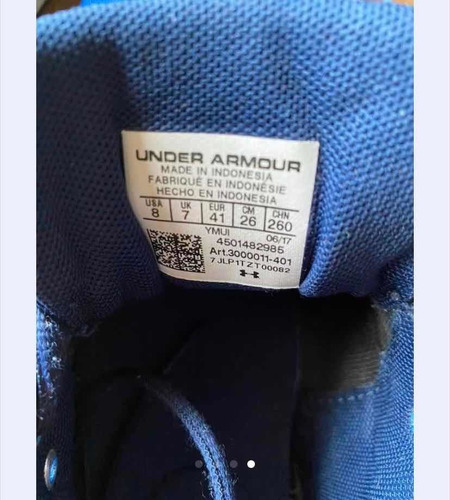 UNDER ARMOUR
MADE IN INDONESIA
FABRIQUÉ EN INDONÉSIE
HECHO EN INDONESIA
USA UK EUR CM CHN
8 7 41 26 260
YMUI 06/17
4501482985
Art.3000011-401
7JLP1TZT00082